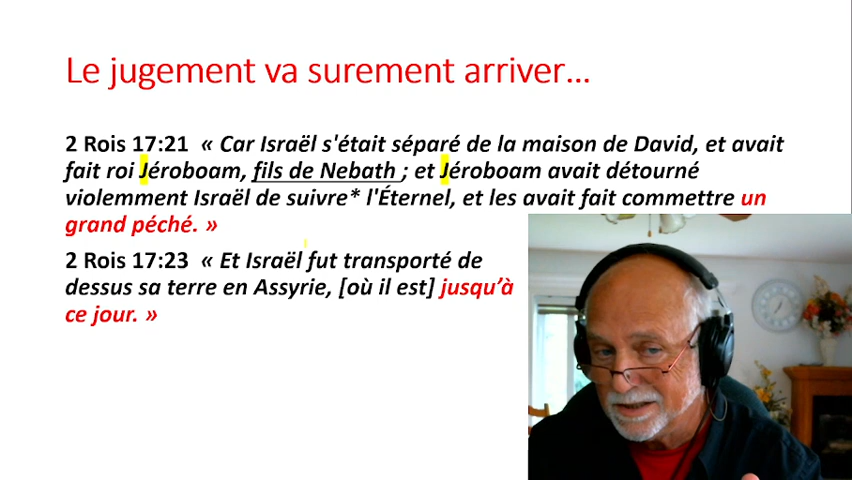 Le jugement va surement arriver...
2 Rois 17:21 « Car Israël s'était séparé de la maison de David, et avait
fait roi Jéroboam, fils de Nebath ; et Jéroboam avait détourné
violemment Israël de suivre* l'Éternel, et les avait fait commettre un
grand péché. »
2 Rois 17:23 « Et Israël fut transporté de
dessus sa terre en Assyrie, [où il est] jusqu’à
ce jour. »